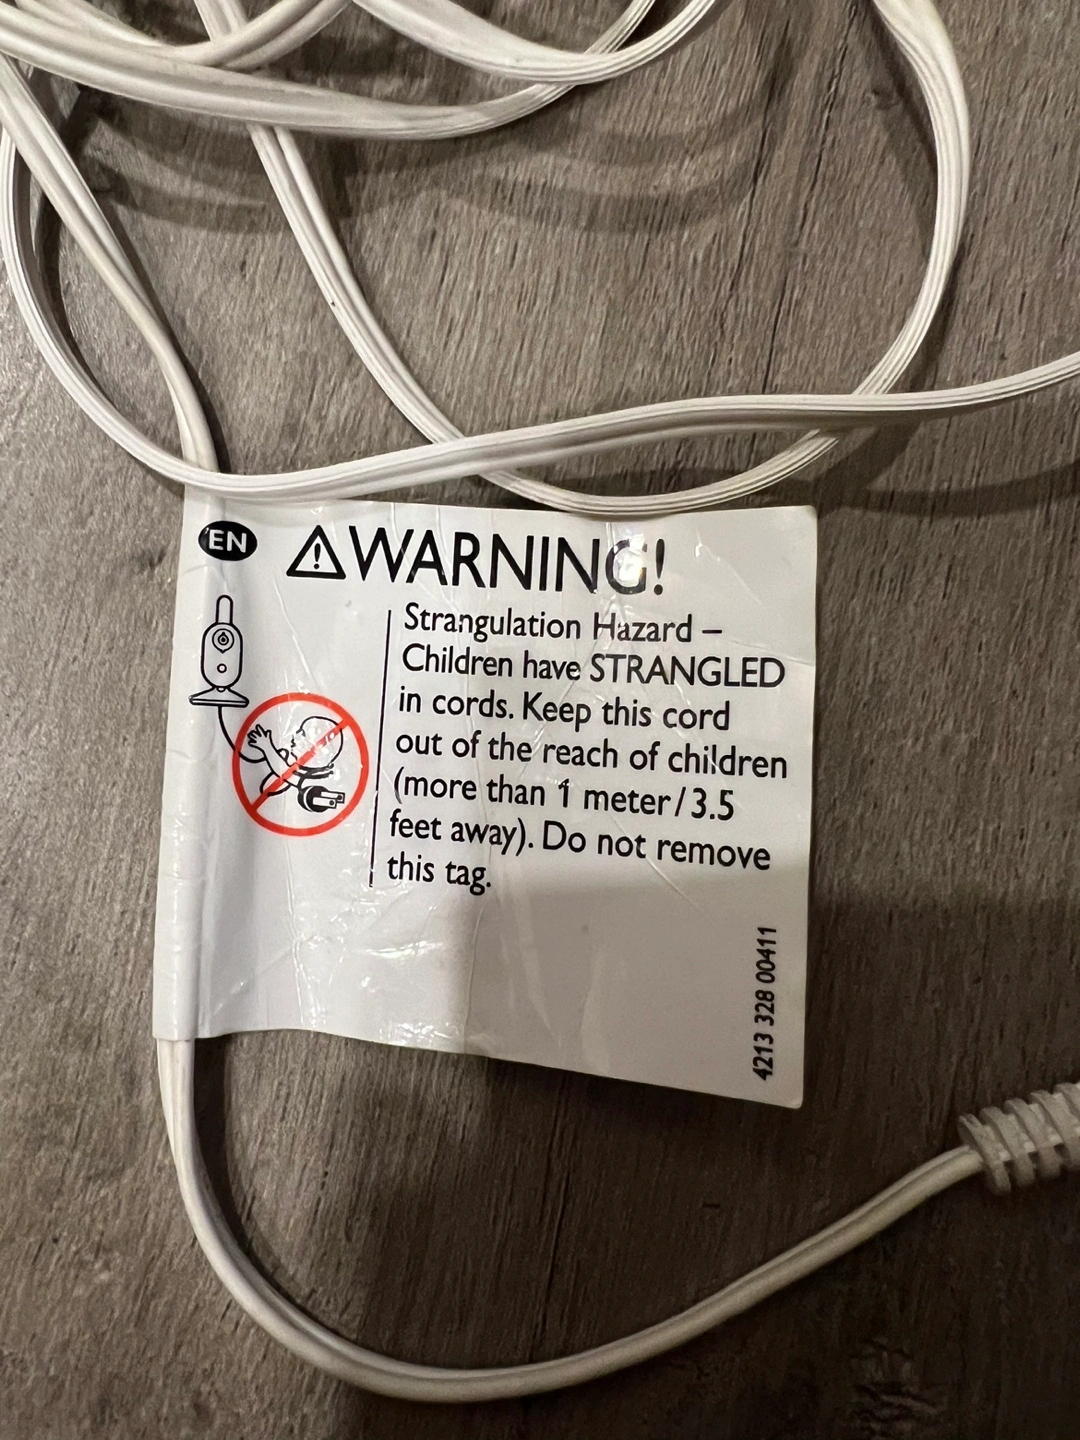 EN
WARNING!
Strangulation Hazard –
Children have STRANGLED
in cords. Keep this cord
out of the reach of children
(more than 1 meter/3.5
feet away). Do not remove
this tag.
4213 328 00411